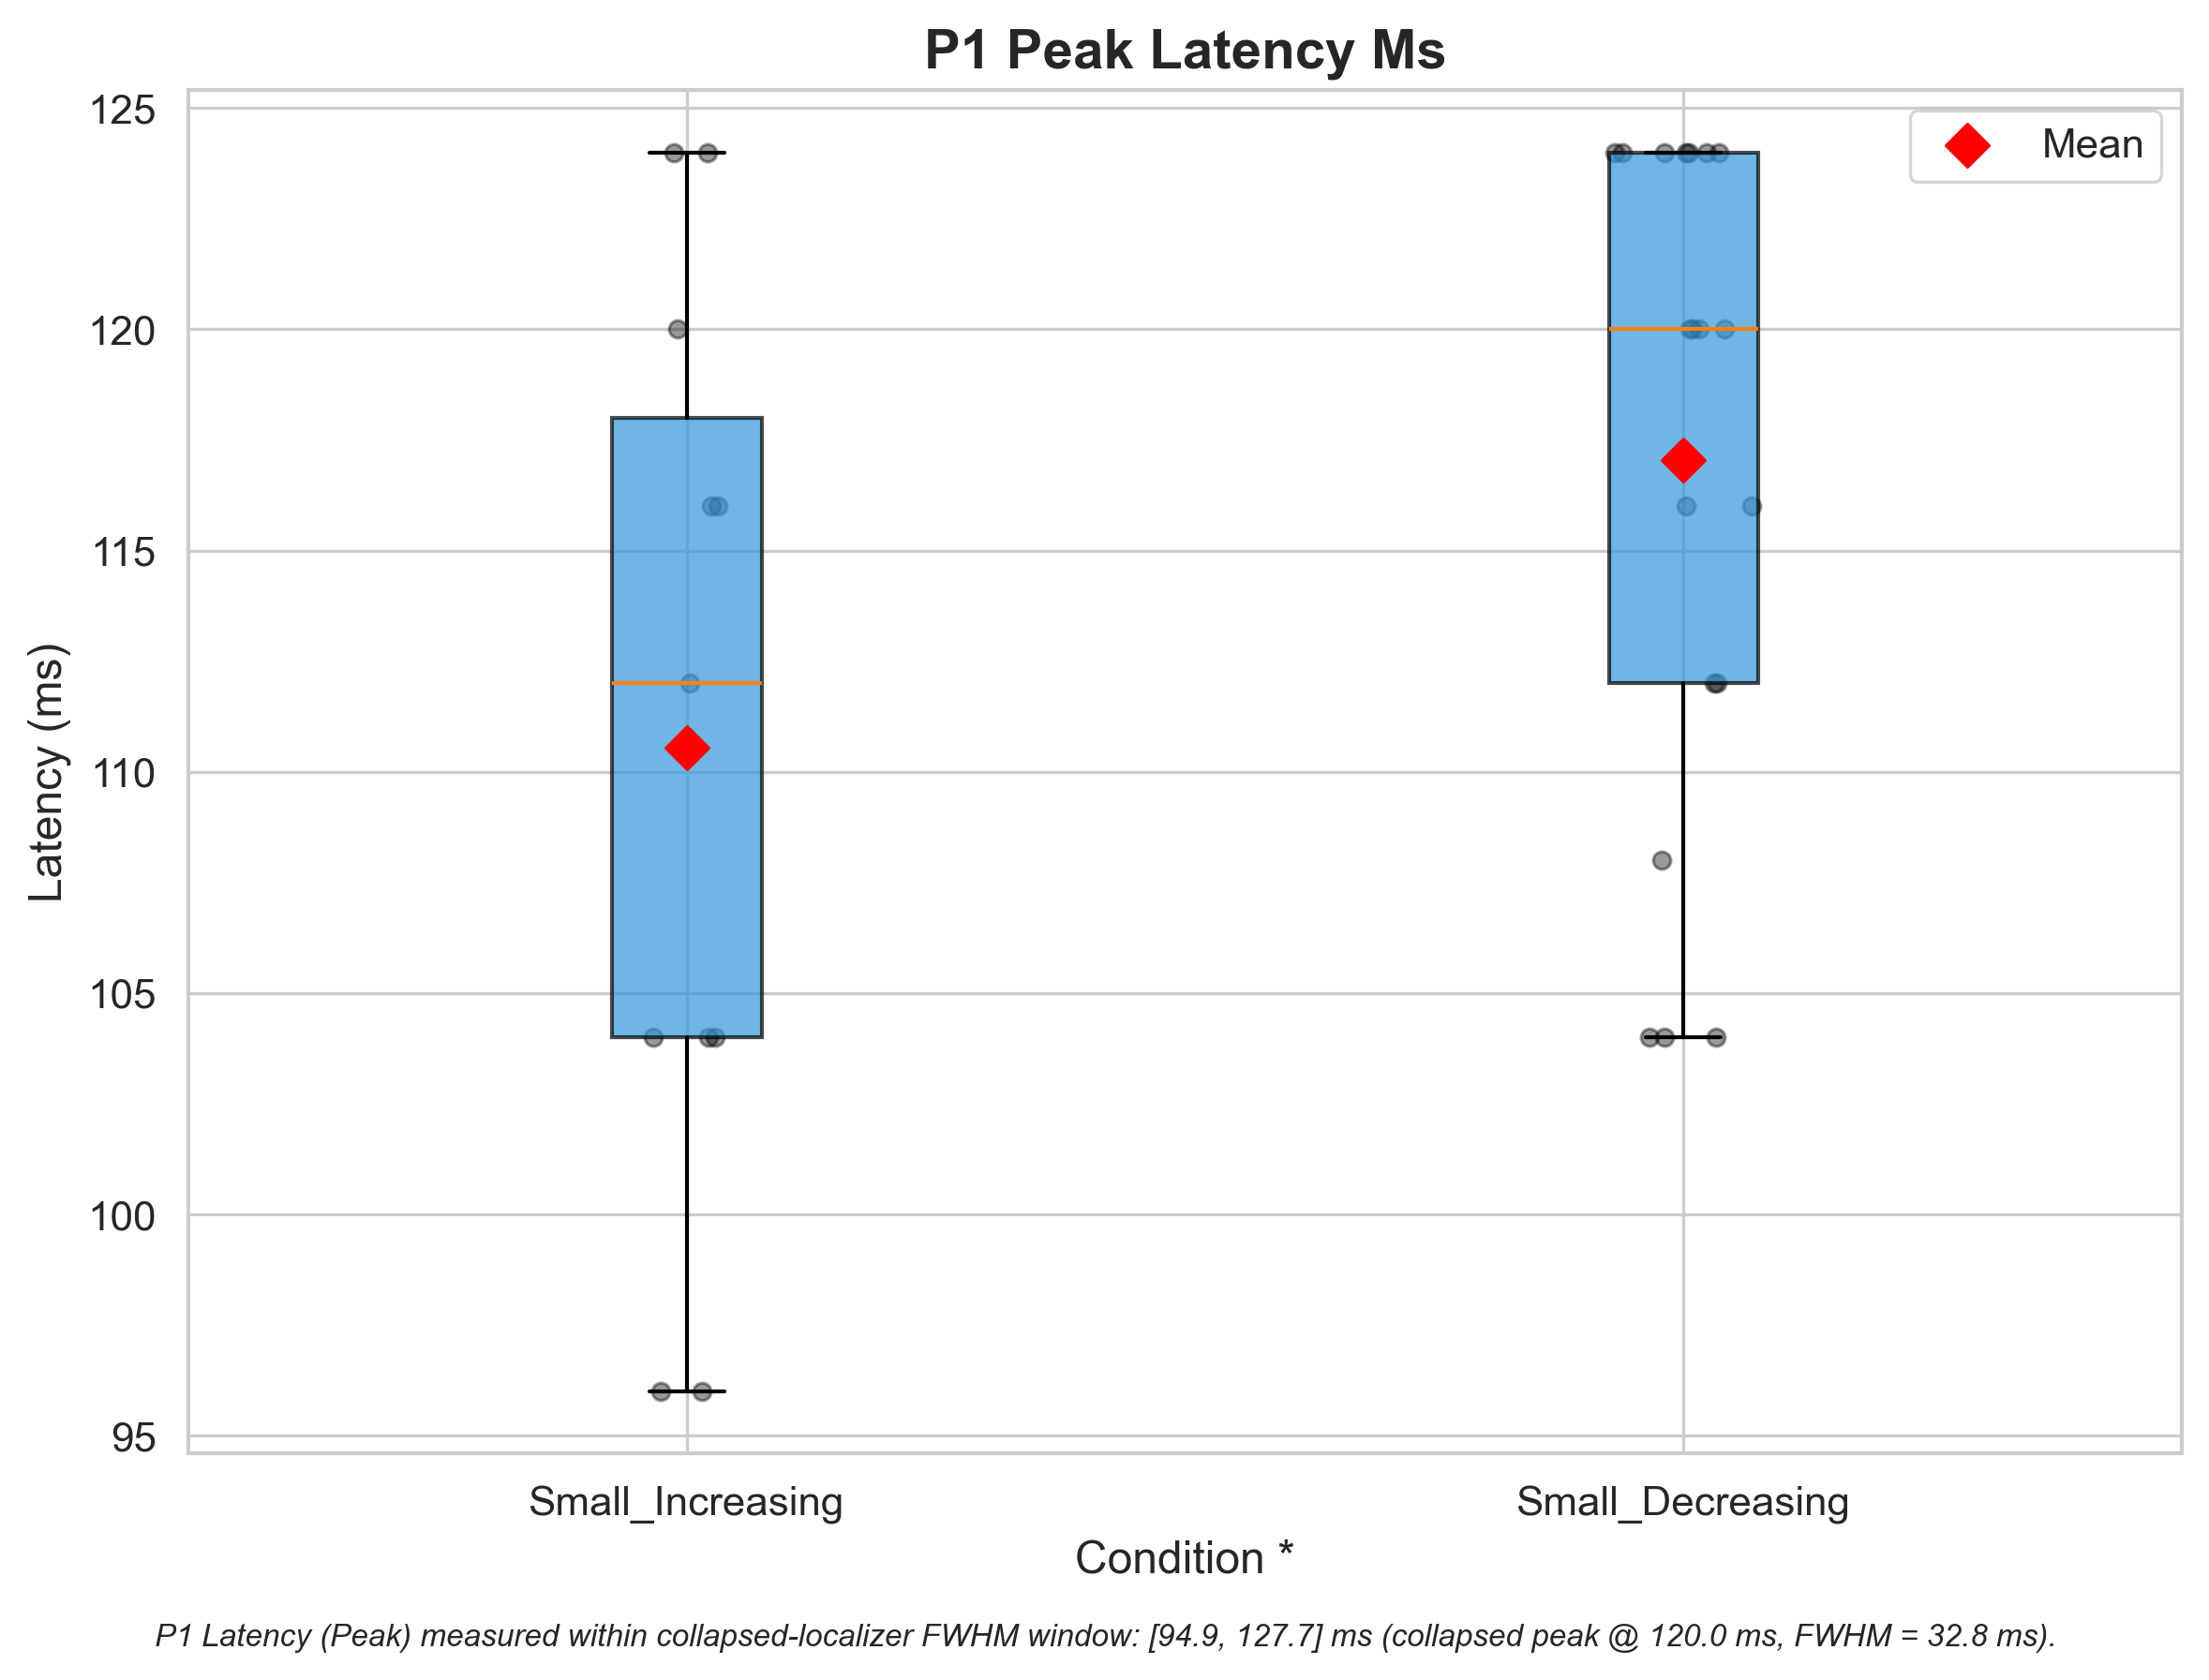 P1 Peak Latency Ms
Mean
125
120
115
110
105
100
95
Latency (ms)
Small_Increasing
Small_Decreasing
Condition *
P1 Latency (Peak) measured within collapsed-localizer FWHM window: [94.9, 127.7] ms (collapsed peak @ 120.0 ms, FWHM = 32.8 ms).